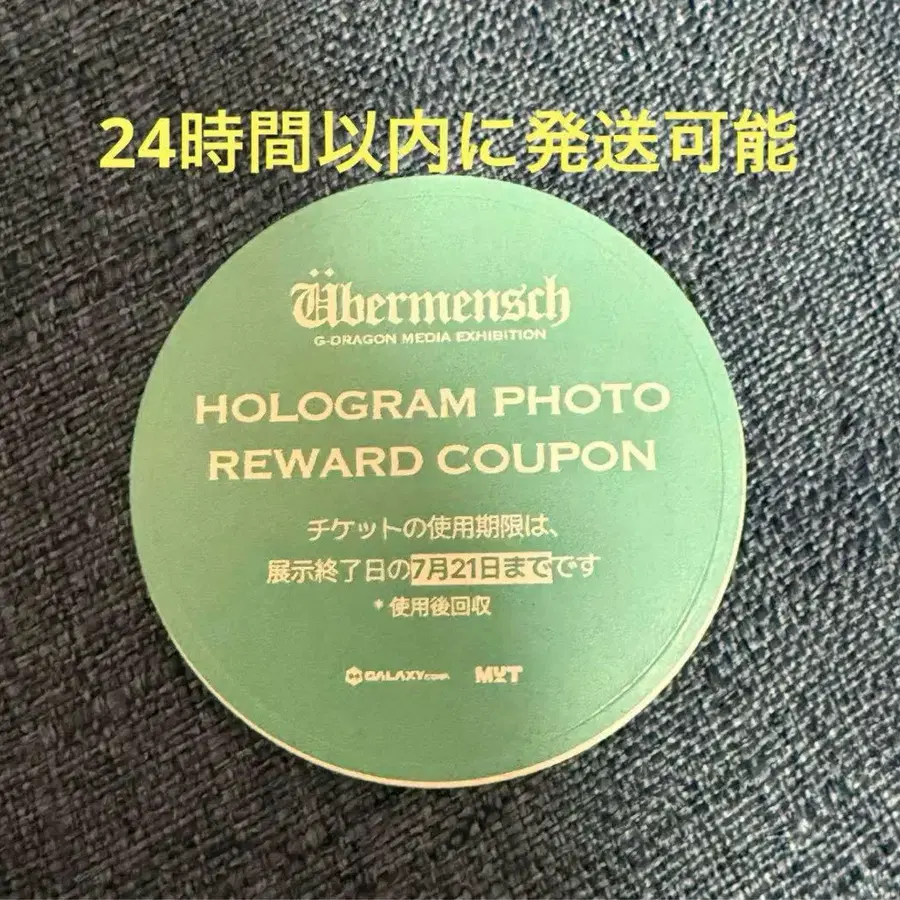 24時間以内に発送可能
Übermensch
G-DRAGON MEDIA EXHIBITION
HOLOGRAM PHOTO
REWARD COUPON
チケットの使用期限は、
展示終了日の7月21日までです
* 使用後回収
GALAXY CORP. MYT